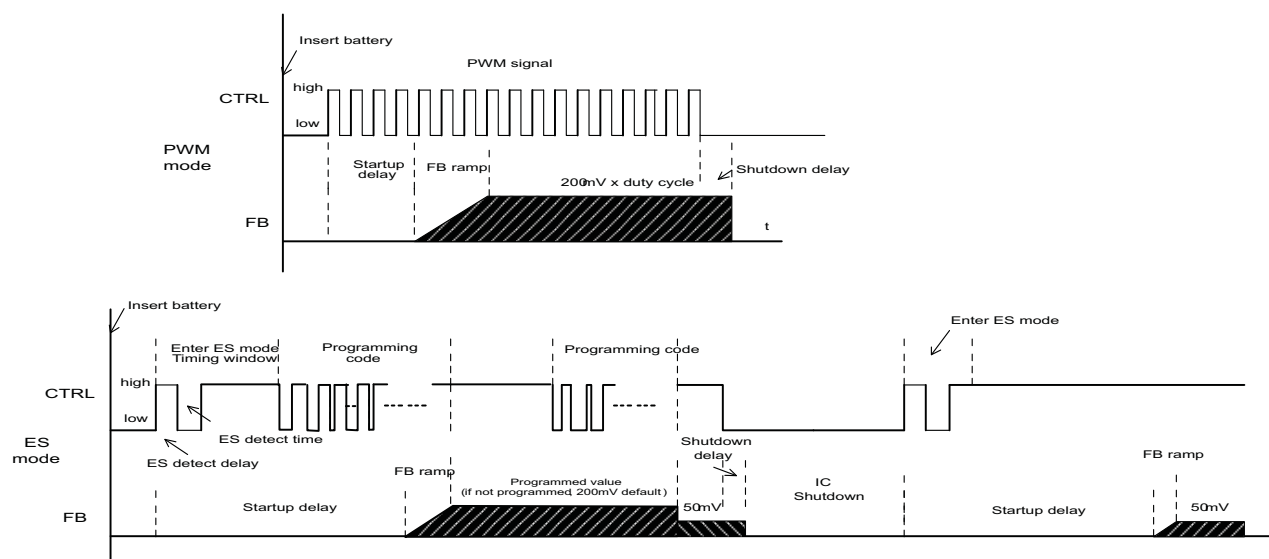 Insert battery
PWM signal
high
CTRL
low
PWM
mode
Startup
delay
FB ramp
200mV x duty cycle
Shutdown delay
FB
t
Insert battery
Enter ES mode
Enter ES mode
Timing window
Programming
code
Programming code
high
CTRL
low
ES detect time
ES
mode
ES detect delay
Shutdown
delay
FB ramp
FB ramp
Programmed value
(if not programmed, 200mV default )
IC
Shutdown
50mV
50mV
Startup delay
Startup delay
FB